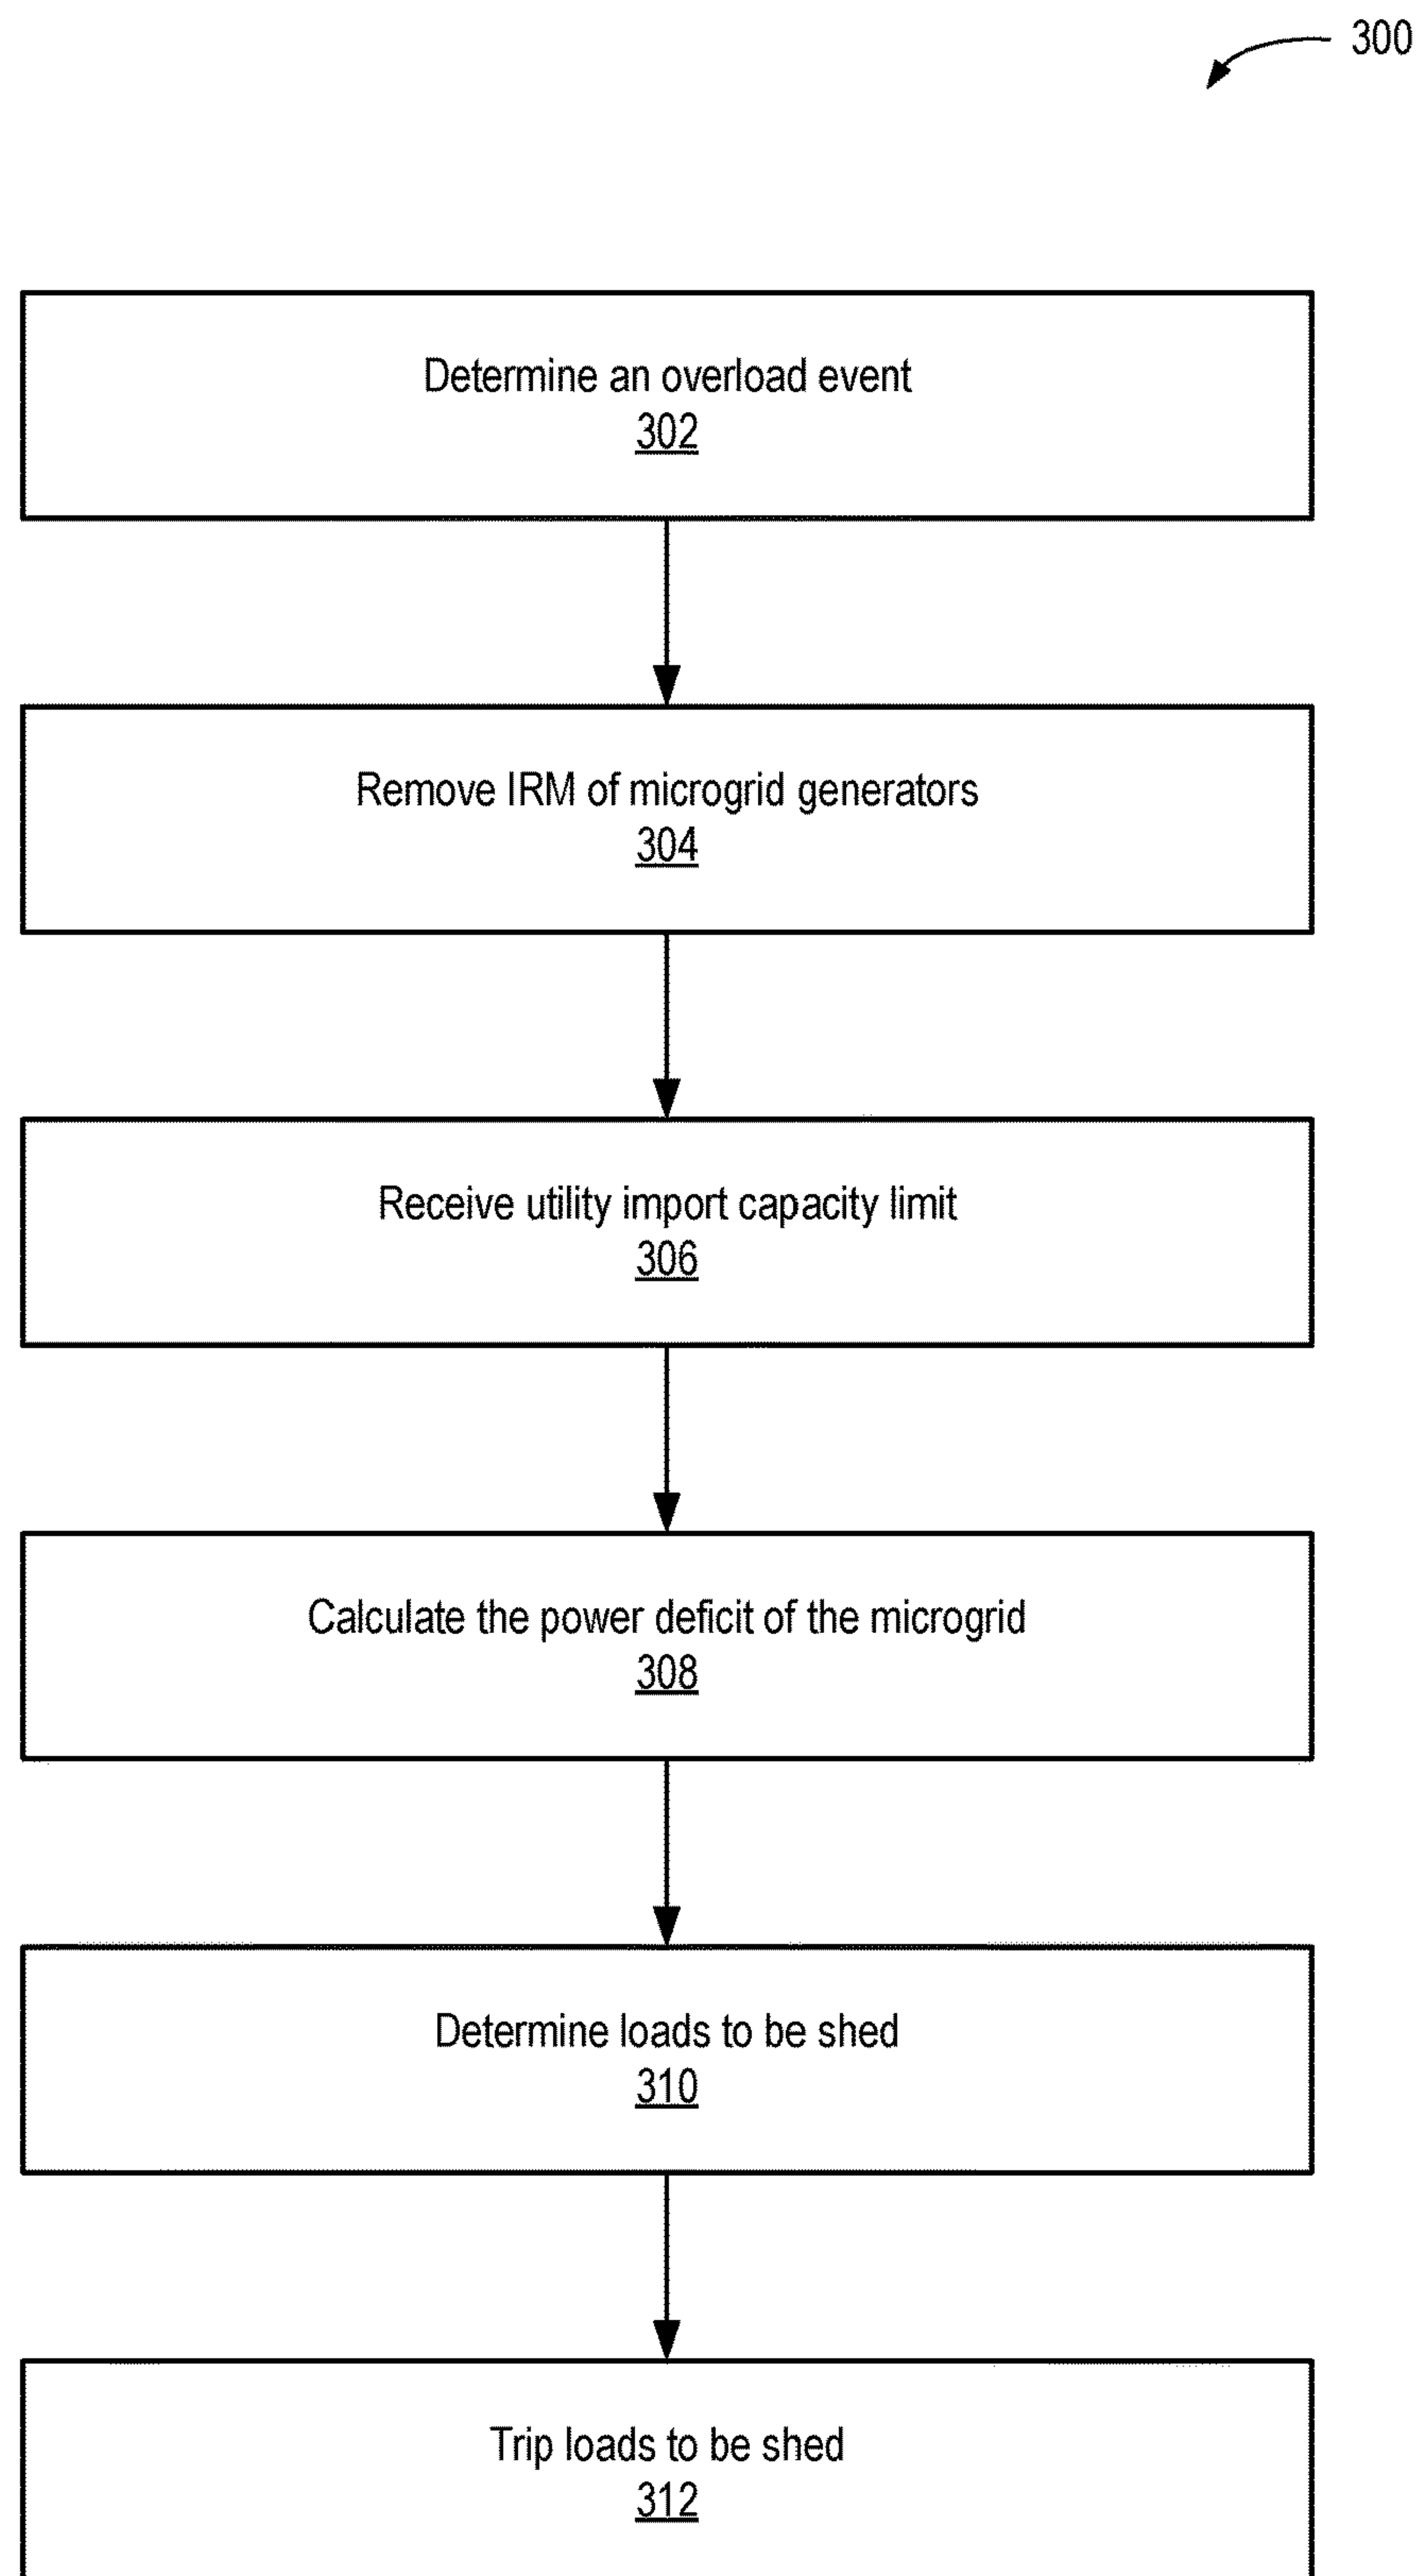 300
Determine an overload event
302
Remove IRM of microgrid generators
304
Receive utility import capacity limit
306
Calculate the power deficit of the microgrid
308
Determine loads to be shed
310
Trip loads to be shed
312